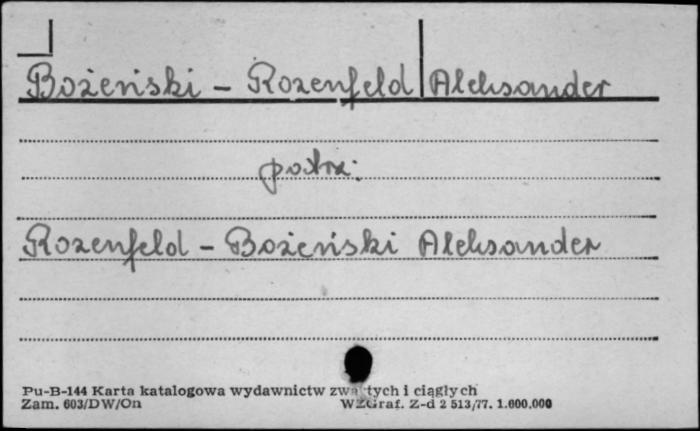 Bożeński - Rozenfeld Aleksander
patrz:
Rozenfeld - Bożeński Aleksander
Pu-B-144 Karta katalogowa wydawnictw zwartych i ciągłych
Zam. 603/DW/On WZGraf. Z-d 2 513/77. 1.600.000